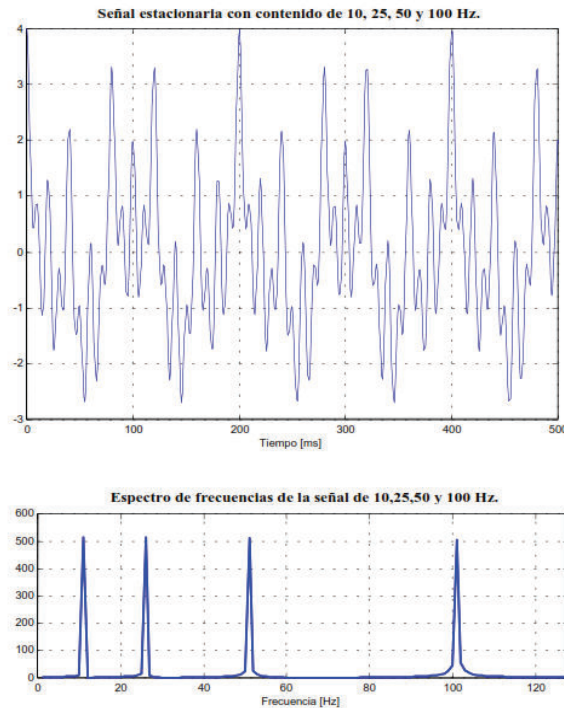 Señal estacionaria con contenido de 10, 25, 50 y 100 Hz.
4
3
2
1
0
-1
-2
-3
0 100 200 300 400 500
Tiempo [ms]
Espectro de frecuencias de la señal de 10,25,50 y 100 Hz.
600
500
400
300
200
100
0
0 20 40 60 80 100 120
Frecuencia [Hz]